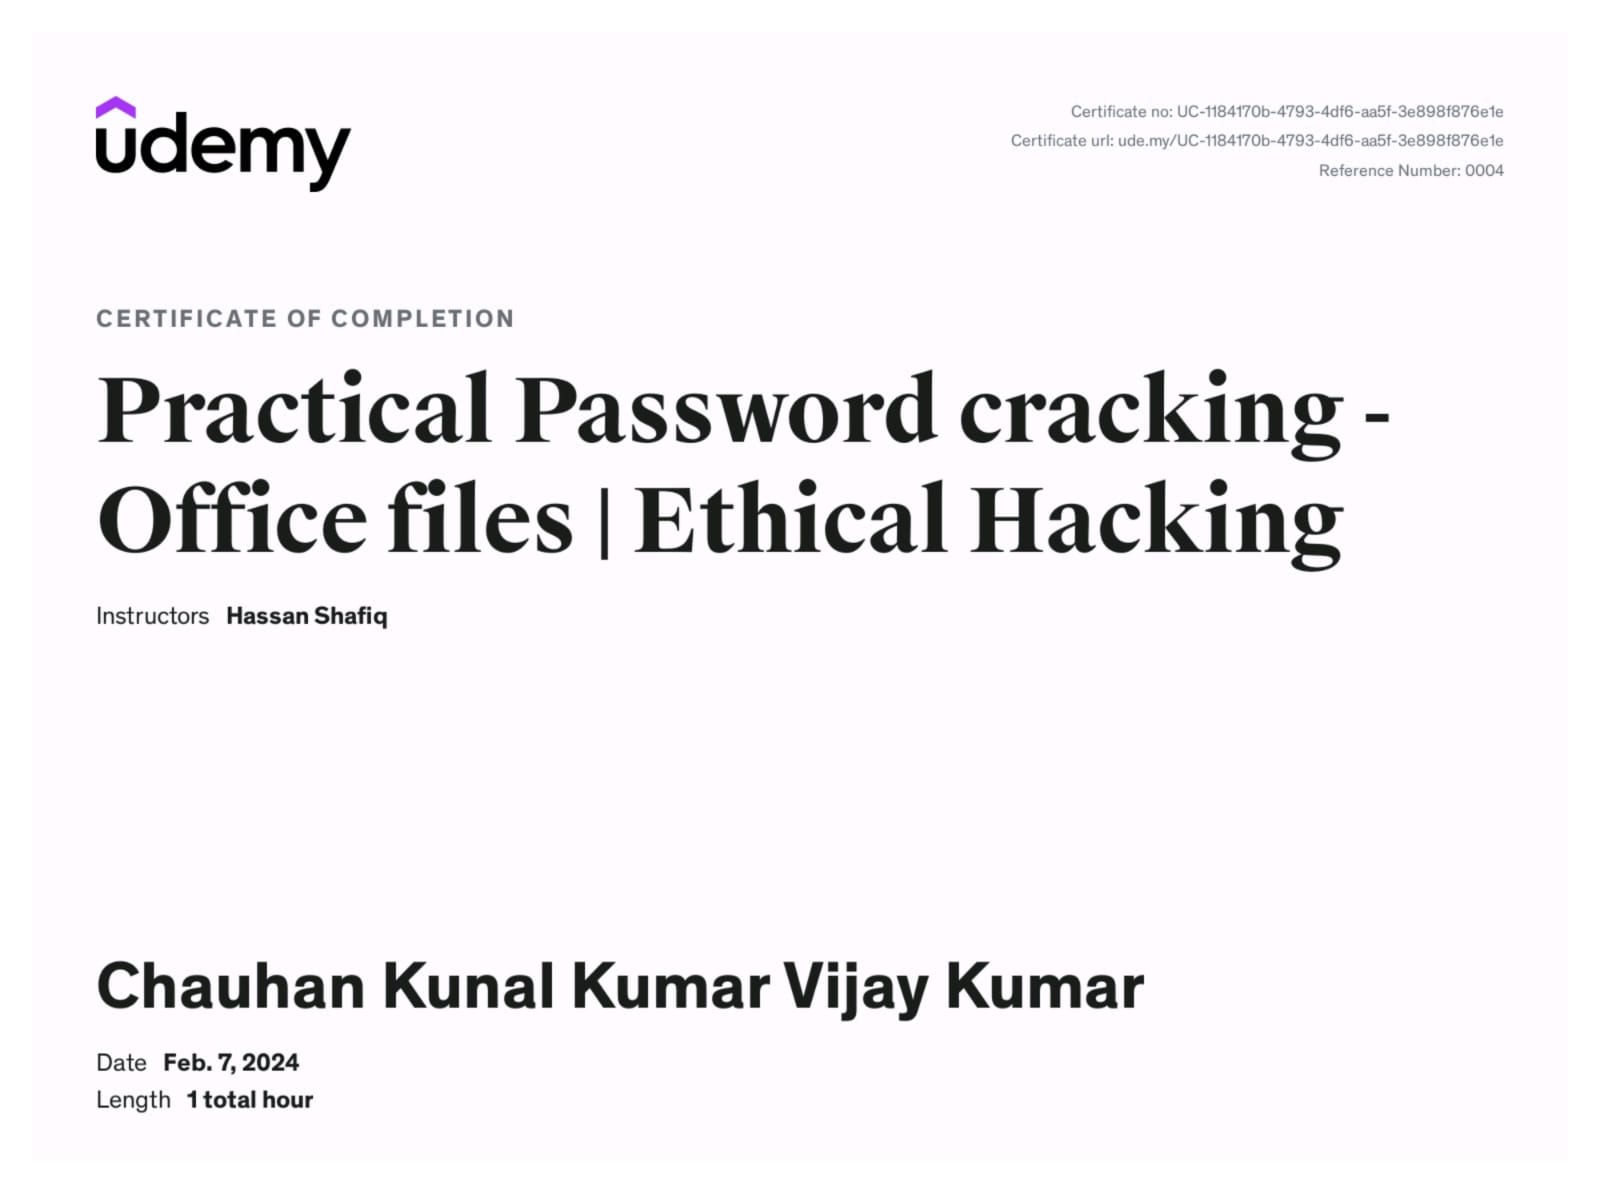 udemy
Certificate no: UC-1184170b-4793-4df6-aa5f-3e898f876e1e
Certificate url: ude.my/UC-1184170b-4793-4df6-aa5f-3e898f876e1e
Reference Number: 0004
CERTIFICATE OF COMPLETION
Practical Password cracking -
Office files | Ethical Hacking
Instructors Hassan Shafiq
Chauhan Kunal Kumar Vijay Kumar
Date Feb. 7, 2024
Length 1 total hour